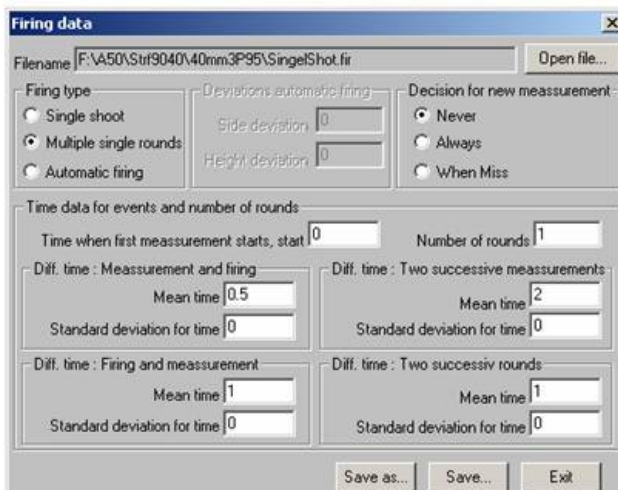 Firing data
Filename F:\A50\Strf9040\40mm3P95\SingelShot.fir Open file...
Firing type
Single shoot
Multiple single rounds
Automatic firing
Deviations automatic firing
Side deviation 0
Height deviation 0
Decision for new meassurement
Never
Always
When Miss
Time data for events and number of rounds
Time when first meassurement starts, start 0 Number of rounds 1
Diff. time : Meassurement and firing
Mean time 0.5
Standard deviation for time 0
Diff. time : Two successive meassurements
Mean time 2
Standard deviation for time 0
Diff. time : Firing and meassurement
Mean time 1
Standard deviation for time 0
Diff. time : Two successiv rounds
Mean time 1
Standard deviation for time 0
Save as... Save... Exit